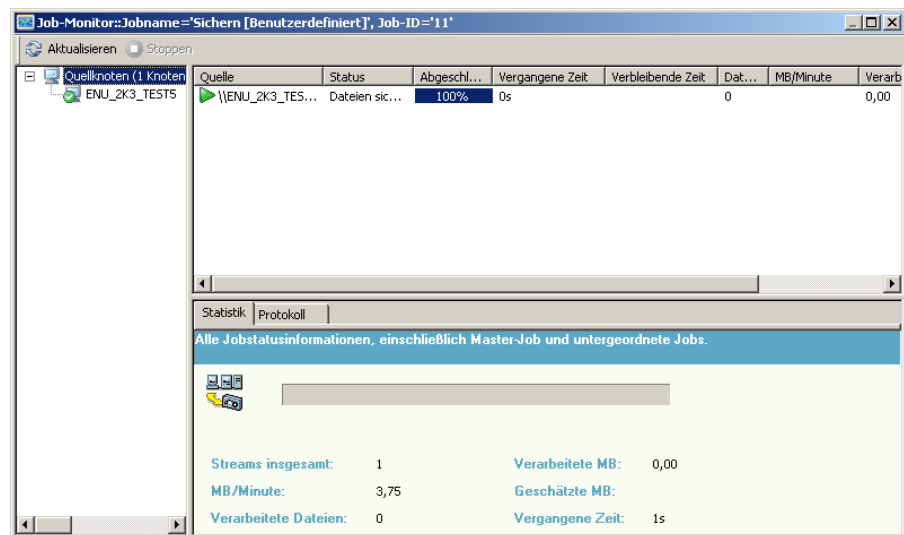 Job-Monitor::Jobname='Sichern [Benutzerdefiniert]', Job-ID='11'
Aktualisieren Stoppen
Quellknoten (1 Knoten
ENU_2K3_TEST5
Quelle Status Abgeschl... Vergangene Zeit Verbleibende Zeit Dat... MB/Minute Verarb
\\ENU_2K3_TES... Dateien sic... 100% 0s 0 0,00
Statistik Protokoll
Alle Jobstatusinformationen, einschließlich Master-Job und untergeordnete Jobs.
Streams insgesamt: 1 Verarbeitete MB: 0,00
MB/Minute: 3,75 Geschätzte MB:
Verarbeitete Dateien: 0 Vergangene Zeit: 1s